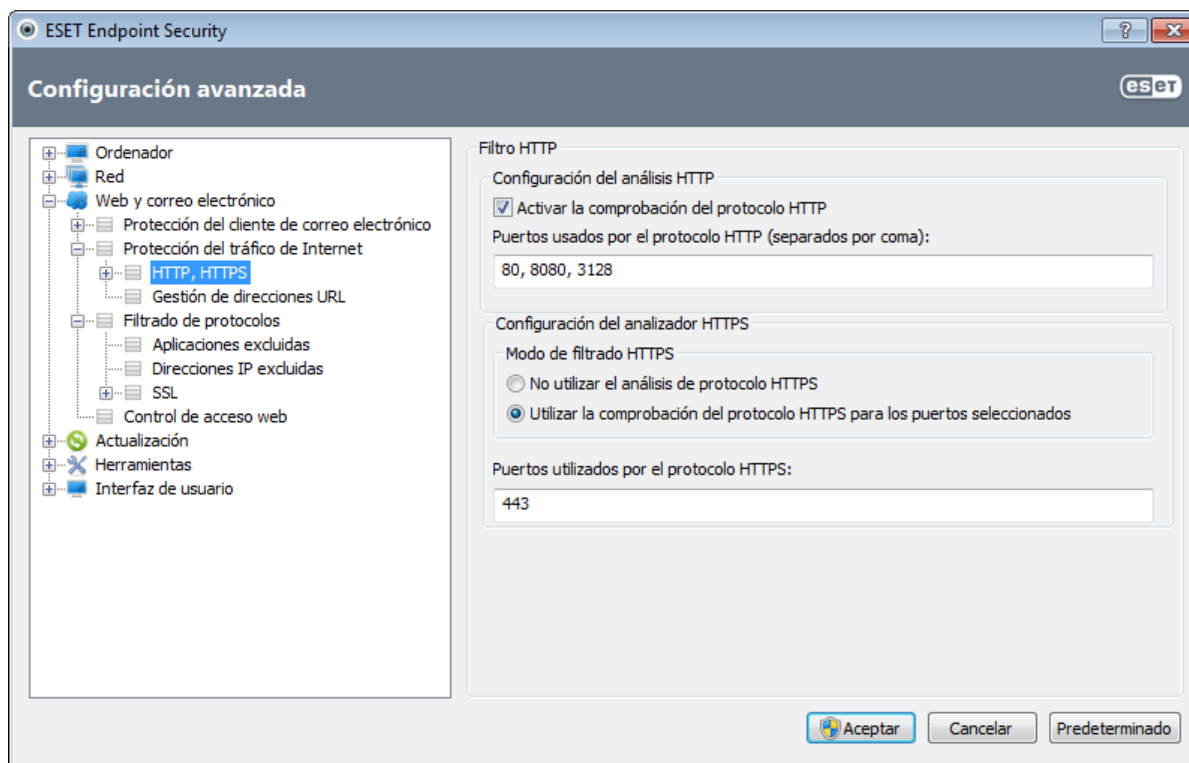 ESET Endpoint Security
?
Configuración avanzada
eseT
Ordenador
Red
Web y correo electrónico
Protección del cliente de correo electrónico
Protección del tráfico de Internet
HTTP, HTTPS
Gestión de direcciones URL
Filtrado de protocolos
Aplicaciones excluidas
Direcciones IP excluidas
SSL
Control de acceso web
Actualización
Herramientas
Interfaz de usuario
Filtro HTTP
Configuración del análisis HTTP
Activar la comprobación del protocolo HTTP
Puertos usados por el protocolo HTTP (separados por coma):
80, 8080, 3128
Configuración del analizador HTTPS
Modo de filtrado HTTPS
No utilizar el análisis de protocolo HTTPS
Utilizar la comprobación del protocolo HTTPS para los puertos seleccionados
Puertos utilizados por el protocolo HTTPS:
443
Aceptar
Cancelar
Predeterminado